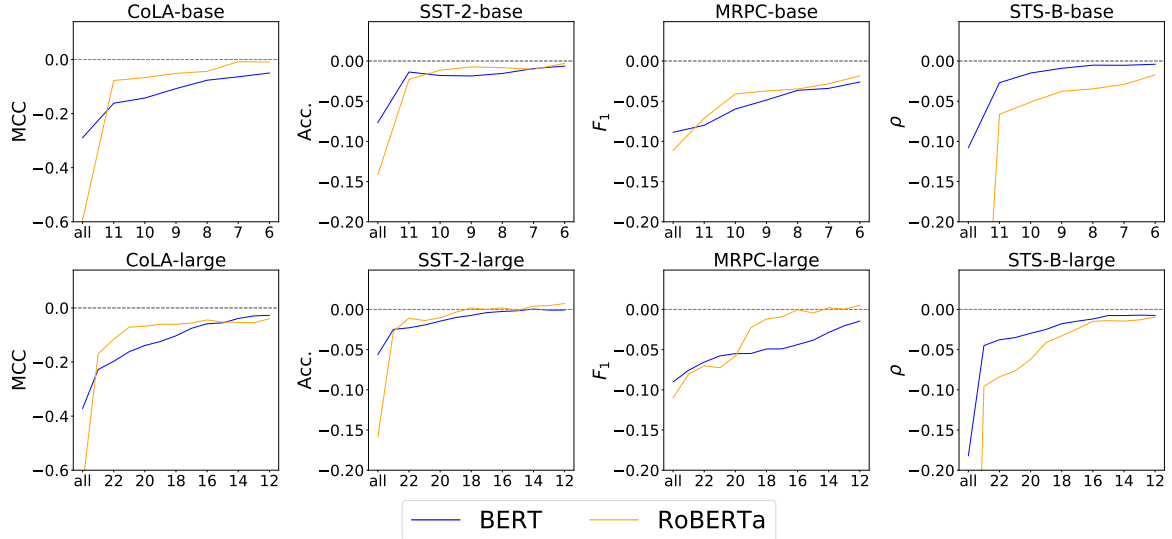 CoLA-base SST-2-base MRPC-base STS-B-base
MCC
0.0
−0.2
−0.4
−0.6
all 11 10 9 8 7 6
Acc.
0.00
−0.05
−0.10
−0.15
−0.20
all 11 10 9 8 7 6
F1
0.00
−0.05
−0.10
−0.15
−0.20
all 11 10 9 8 7 6
ρ
0.00
−0.05
−0.10
−0.15
−0.20
all 11 10 9 8 7 6
CoLA-large SST-2-large MRPC-large STS-B-large
MCC
0.0
−0.2
−0.4
−0.6
all 22 20 18 16 14 12
Acc.
0.00
−0.05
−0.10
−0.15
−0.20
all 22 20 18 16 14 12
F1
0.00
−0.05
−0.10
−0.15
−0.20
all 22 20 18 16 14 12
ρ
0.00
−0.05
−0.10
−0.15
−0.20
all 22 20 18 16 14 12
BERT RoBERTa